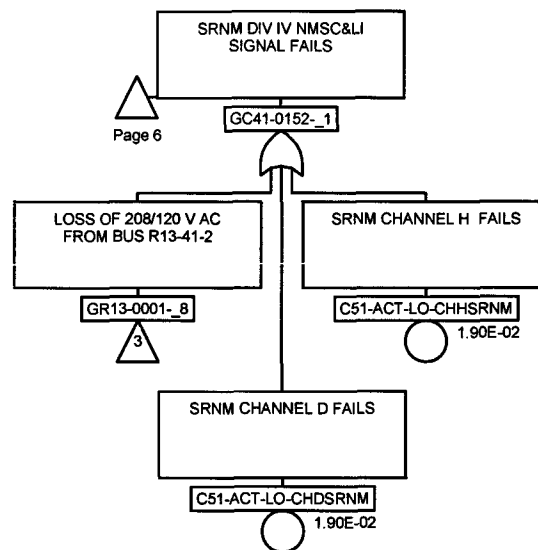 SRNM DIV IV NMSC&LI
SIGNAL FAILS
Page 6
GC41-0152-_1
LOSS OF 208/120 V AC
FROM BUS R13-41-2
GR13-0001-_8
3
SRNM CHANNEL H FAILS
C51-ACT-LO-CHHSRNM
1.90E-02
SRNM CHANNEL D FAILS
C51-ACT-LO-CHDSRNM
1.90E-02